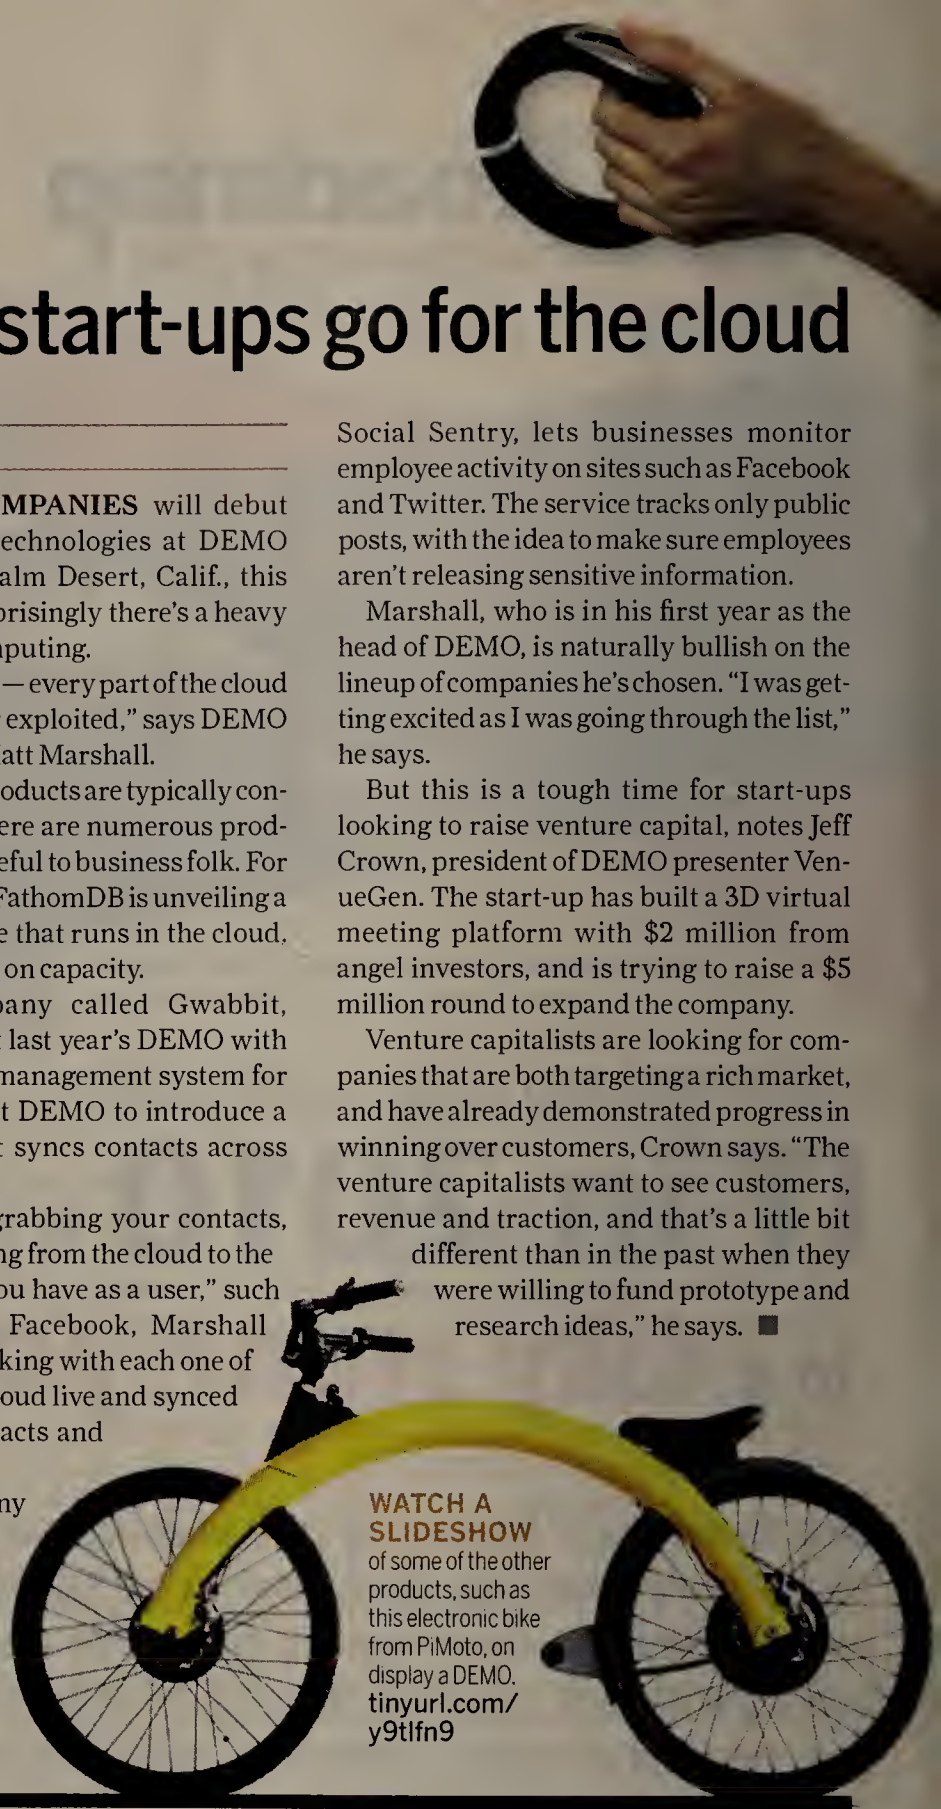 start-ups go for the cloud
MPANIES will debut
echnologies at DEMO
alm Desert, Calif., this
prisingly there's a heavy
puting.
— every part of the cloud
exploited," says DEMO
att Marshall.
oducts are typically con-
ere are numerous prod-
eful to business folk. For
FathomDB is unveiling a
e that runs in the cloud,
on capacity.
pany called Gwabbit,
t last year's DEMO with
management system for
t DEMO to introduce a
t syncs contacts across
grabbing your contacts,
ng from the cloud to the
ou have as a user," such
Facebook, Marshall
king with each one of
oud live and synced
acts and
ny
Social Sentry, lets businesses monitor
employee activity on sites such as Facebook
and Twitter. The service tracks only public
posts, with the idea to make sure employees
aren't releasing sensitive information.
Marshall, who is in his first year as the
head of DEMO, is naturally bullish on the
lineup of companies he's chosen. "I was get-
ting excited as I was going through the list,"
he says.
But this is a tough time for start-ups
looking to raise venture capital, notes Jeff
Crown, president of DEMO presenter Ven-
ueGen. The start-up has built a 3D virtual
meeting platform with $2 million from
angel investors, and is trying to raise a $5
million round to expand the company.
Venture capitalists are looking for com-
panies that are both targeting a rich market,
and have already demonstrated progress in
winning over customers, Crown says. "The
venture capitalists want to see customers,
revenue and traction, and that's a little bit
different than in the past when they
were willing to fund prototype and
research ideas," he says.
WATCH A
SLIDESHOW
of some of the other
products, such as
this electronic bike
from PiMoto, on
display a DEMO.
tinyurl.com/
y9tlfn9